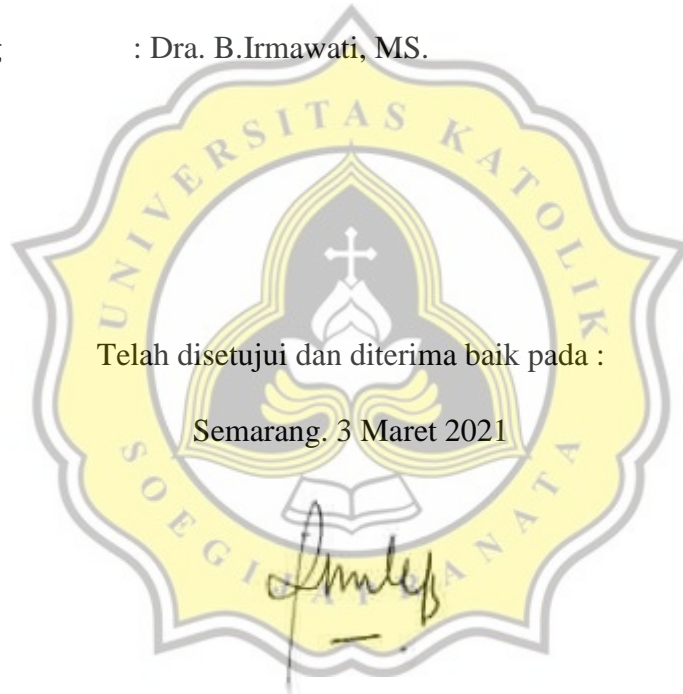 : Dra. B.Irmawati, MS.
UNIVERSITAS KATOLIK
Telah disetujui dan diterima baik pada :
Semarang. 3 Maret 2021
SOEGIJAPRANATA